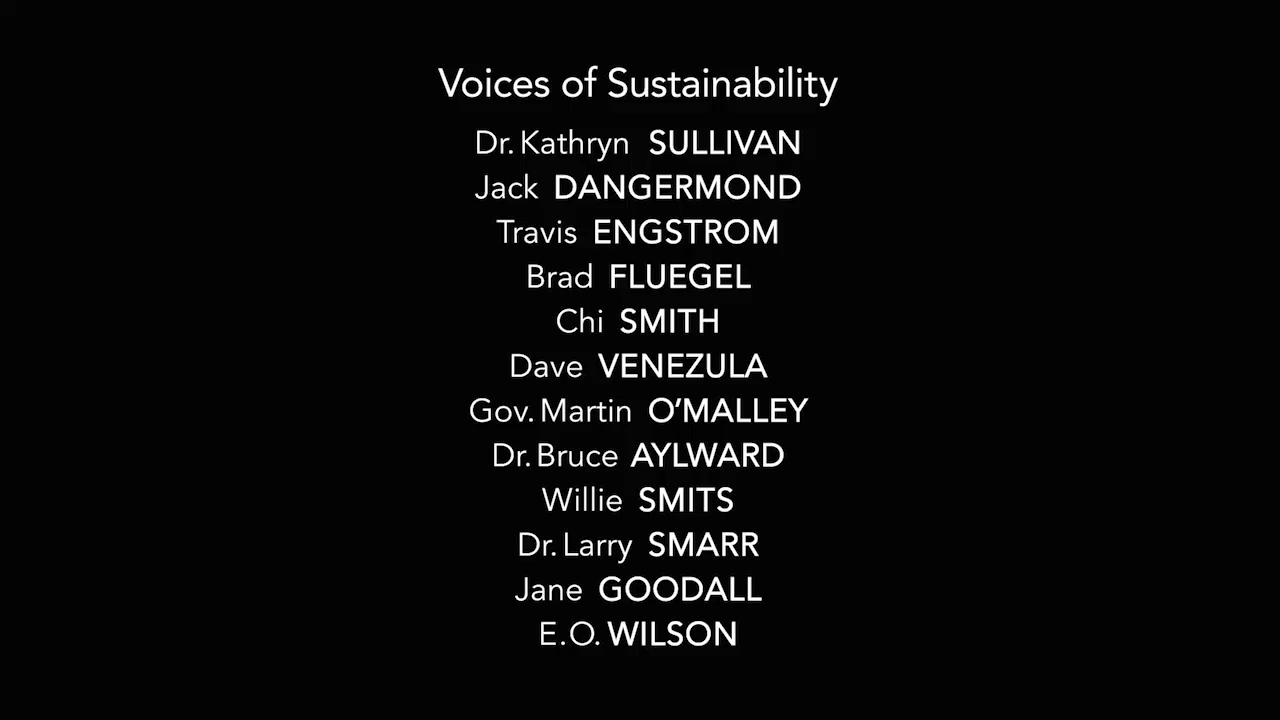 Voices of Sustainability
Dr. Kathryn SULLIVAN
Jack DANGERMOND
Travis ENGSTROM
Brad FLUEGEL
Chi SMITH
Dave VENEZULA
Gov. Martin O’MALLEY
Dr. Bruce AYLWARD
Willie SMITS
Dr. Larry SMARR
Jane GOODALL
E.O. WILSON